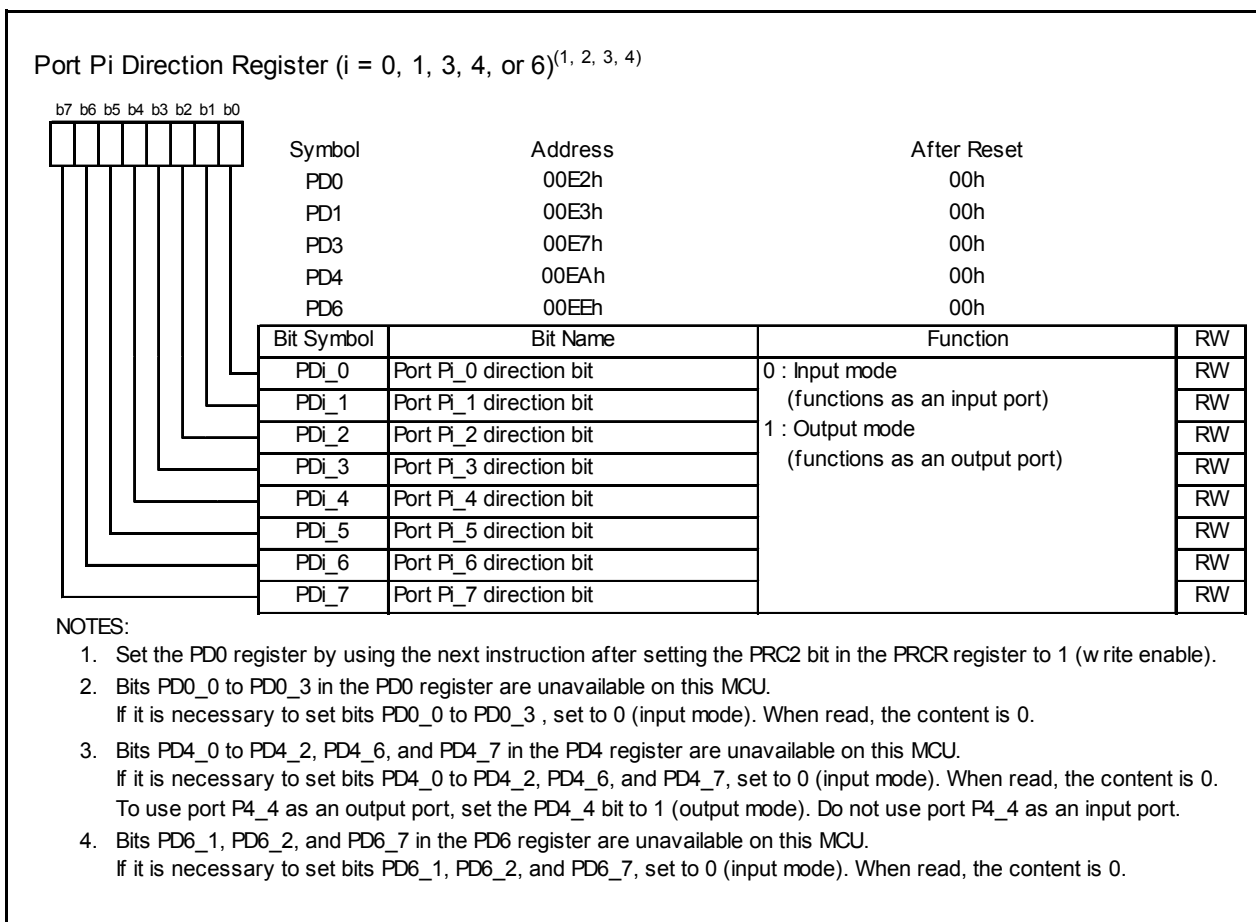 Port Pi Direction Register (i = 0, 1, 3, 4, or 6)(1, 2, 3, 4)
b7 b6 b5 b4 b3 b2 b1 b0
Symbol Address After Reset
PD0 00E2h 00h
PD1 00E3h 00h
PD3 00E7h 00h
PD4 00EAh 00h
PD6 00EEh 00h
Bit Symbol Bit Name Function RW
PDi_0 Port Pi_0 direction bit 0 : Input mode RW
PDi_1 Port Pi_1 direction bit (functions as an input port) RW
PDi_2 Port Pi_2 direction bit 1 : Output mode RW
PDi_3 Port Pi_3 direction bit (functions as an output port) RW
PDi_4 Port Pi_4 direction bit RW
PDi_5 Port Pi_5 direction bit RW
PDi_6 Port Pi_6 direction bit RW
PDi_7 Port Pi_7 direction bit RW
NOTES:
1. Set the PD0 register by using the next instruction after setting the PRC2 bit in the PRCR register to 1 (write enable).
2. Bits PD0_0 to PD0_3 in the PD0 register are unavailable on this MCU.
If it is necessary to set bits PD0_0 to PD0_3 , set to 0 (input mode). When read, the content is 0.
3. Bits PD4_0 to PD4_2, PD4_6, and PD4_7 in the PD4 register are unavailable on this MCU.
If it is necessary to set bits PD4_0 to PD4_2, PD4_6, and PD4_7, set to 0 (input mode). When read, the content is 0.
To use port P4_4 as an output port, set the PD4_4 bit to 1 (output mode). Do not use port P4_4 as an input port.
4. Bits PD6_1, PD6_2, and PD6_7 in the PD6 register are unavailable on this MCU.
If it is necessary to set bits PD6_1, PD6_2, and PD6_7, set to 0 (input mode). When read, the content is 0.